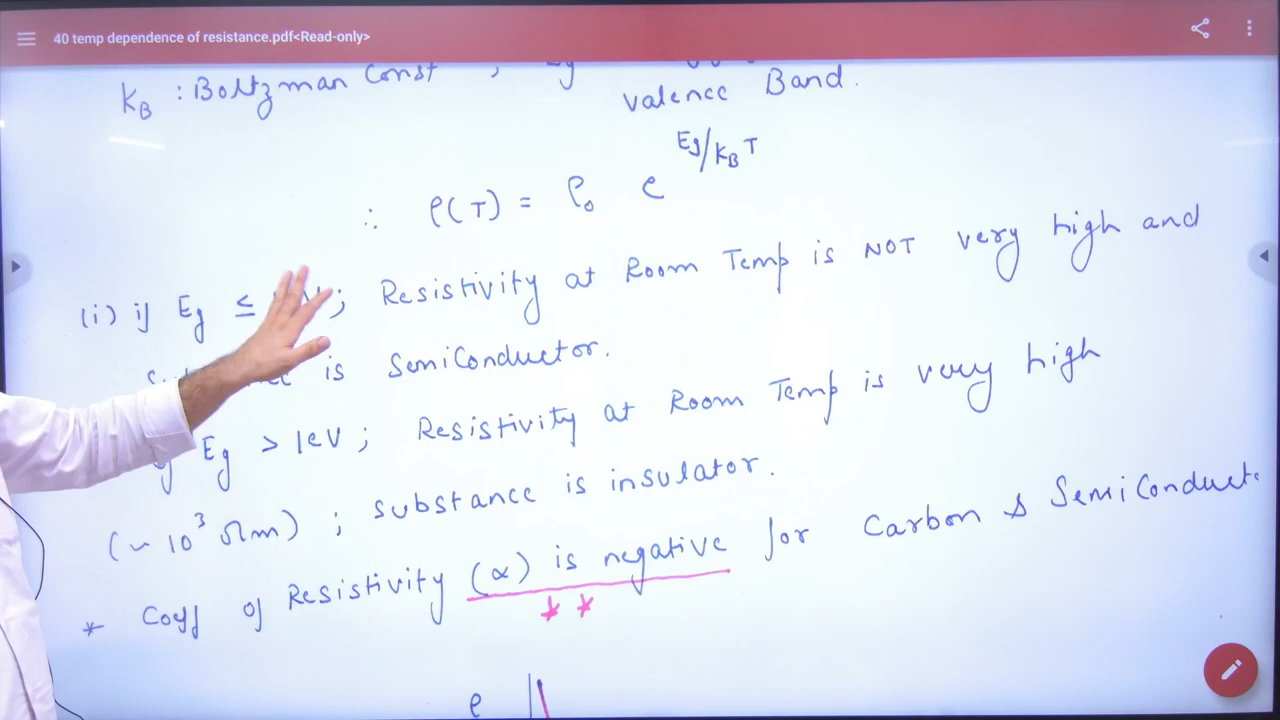 40 temp dependence of resistance.pdf<Read-only>
K_B : Boltzman Const ,
valence Band.
∴ ρ(T) = ρ₀ e^{Eg/K_B T}
(i) if Eg ≤ ; Resistivity at Room Temp is NOT very high and
is SemiConductor.
Eg > 1eV ; Resistivity at Room Temp is very high
(~ 10³ Ωm) ; substance is insulator.
* Coeff of Resistivity (α) is negative for Carbon & SemiConduct
ρ